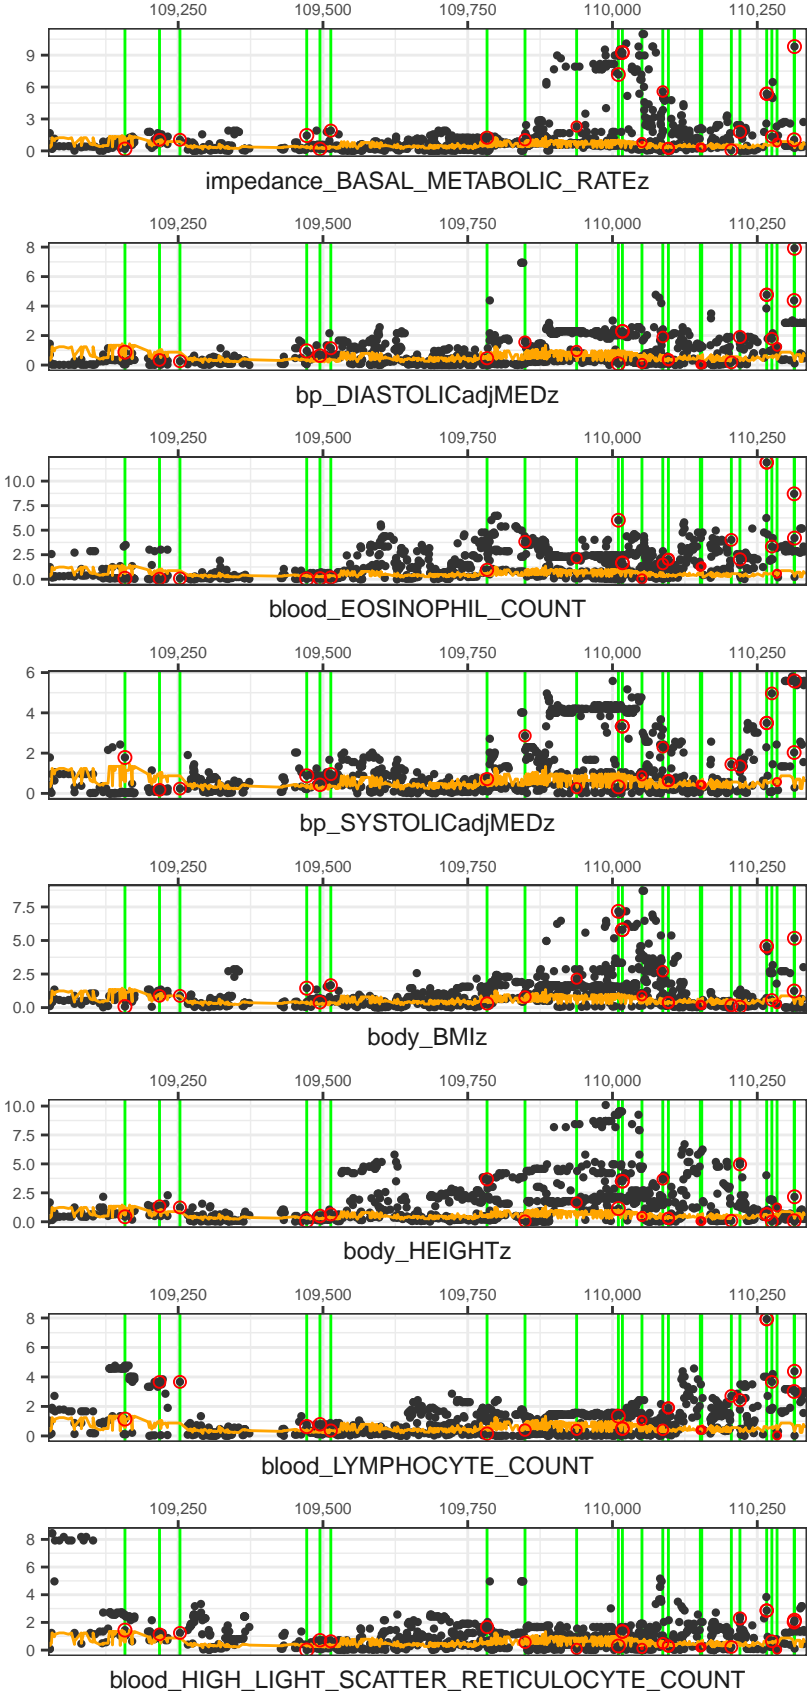 109,250 109,500 109,750 110,000 110,250
9
6
3
0
impedance_BASAL_METABOLIC_RATEz
109,250 109,500 109,750 110,000 110,250
8
6
4
2
0
bp_DIASTOLICadjMEDz
109,250 109,500 109,750 110,000 110,250
10.0
7.5
5.0
2.5
0.0
blood_EOSINOPHIL_COUNT
109,250 109,500 109,750 110,000 110,250
6
4
2
0
bp_SYSTOLICadjMEDz
109,250 109,500 109,750 110,000 110,250
7.5
5.0
2.5
0.0
body_BMIz
109,250 109,500 109,750 110,000 110,250
10.0
7.5
5.0
2.5
0.0
body_HEIGHTz
109,250 109,500 109,750 110,000 110,250
8
6
4
2
0
blood_LYMPHOCYTE_COUNT
109,250 109,500 109,750 110,000 110,250
8
6
4
2
0
blood_HIGH_LIGHT_SCATTER_RETICULOCYTE_COUNT